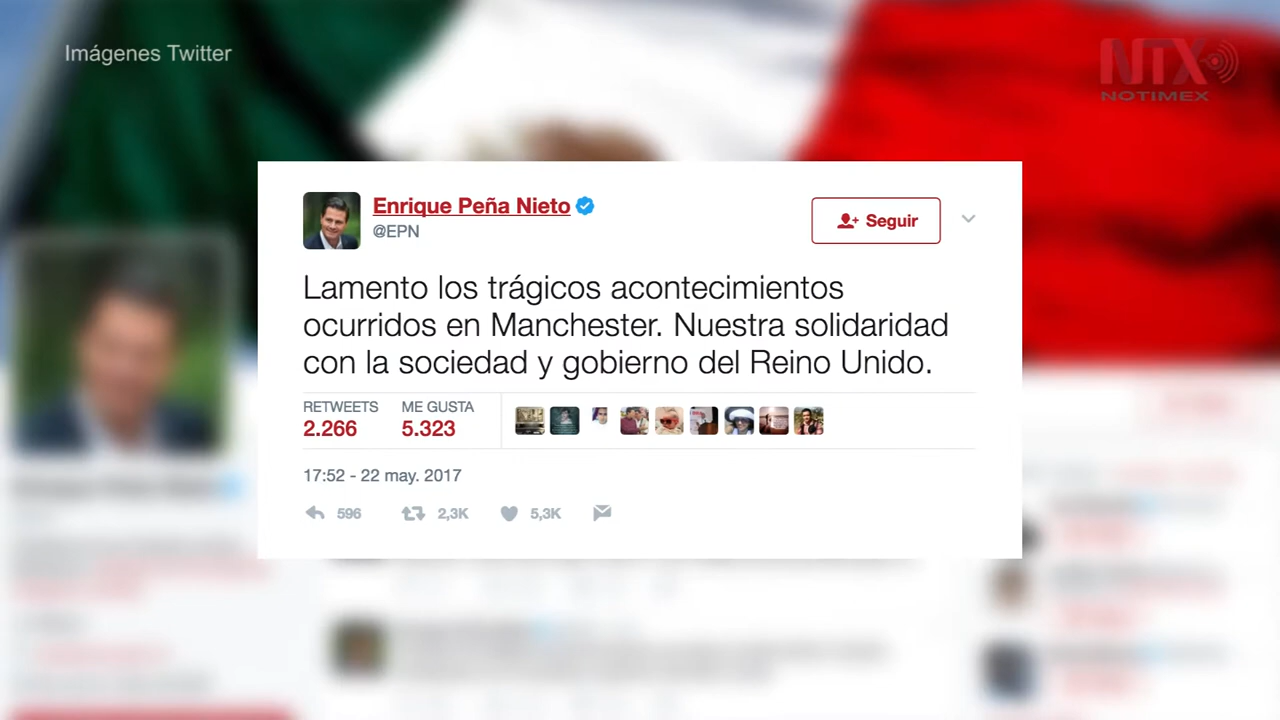 Imágenes Twitter
NTX
NOTIMEX
Enrique Peña Nieto
@EPN
Seguir
Lamento los trágicos acontecimientos
ocurridos en Manchester. Nuestra solidaridad
con la sociedad y gobierno del Reino Unido.
RETWEETS ME GUSTA
2.266 5.323
17:52 - 22 may. 2017
596 2,3K 5,3K